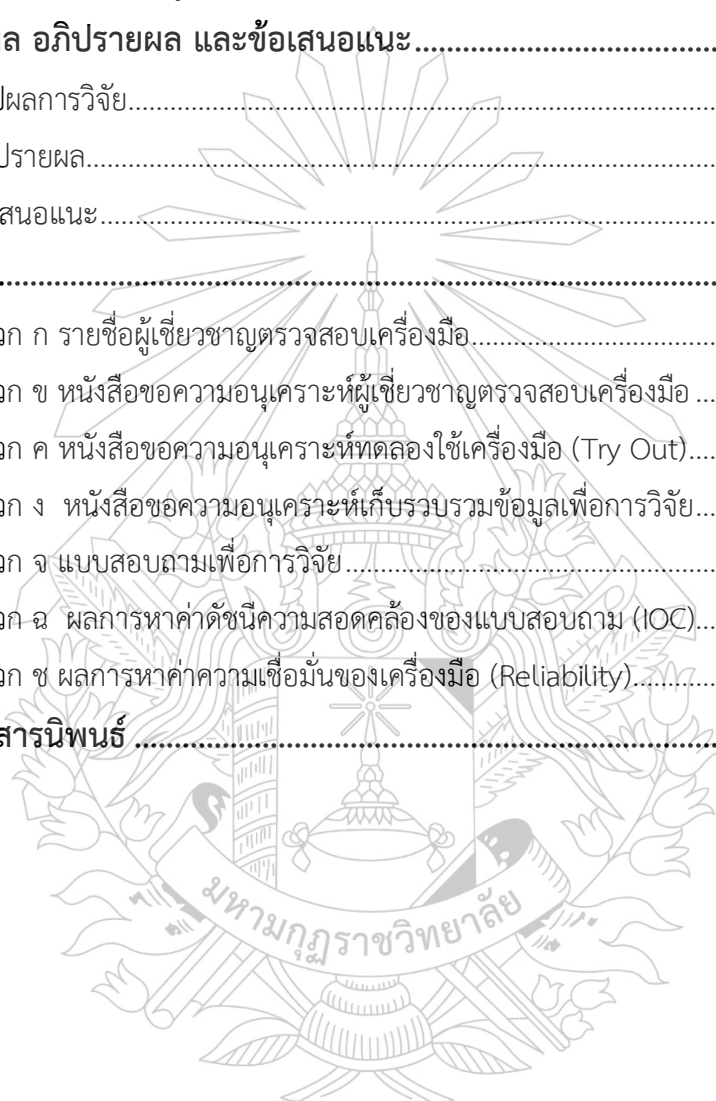 ล อภิปรายผล และข้อเสนอแนะ................................
ปผลการวิจัย................................
ปรายผล................................
สนอแนะ................................
................................
วก ก รายชื่อผู้เชี่ยวชาญตรวจสอบเครื่องมือ................................
วก ข หนังสือขอความอนุเคราะห์ผู้เชี่ยวชาญตรวจสอบเครื่องมือ ...
วก ค หนังสือขอความอนุเคราะห์ทดลองใช้เครื่องมือ (Try Out)....
วก ง หนังสือขอความอนุเคราะห์เก็บรวบรวมข้อมูลเพื่อการวิจัย...
วก จ แบบสอบถามเพื่อการวิจัย................................
วก ฉ ผลการหาค่าดัชนีความสอดคล้องของแบบสอบถาม (IOC)...
วก ช ผลการหาค่าความเชื่อมั่นของเครื่องมือ (Reliability)............
สารนิพนธ์ ................................
มหามกุฏราชวิทยาลัย